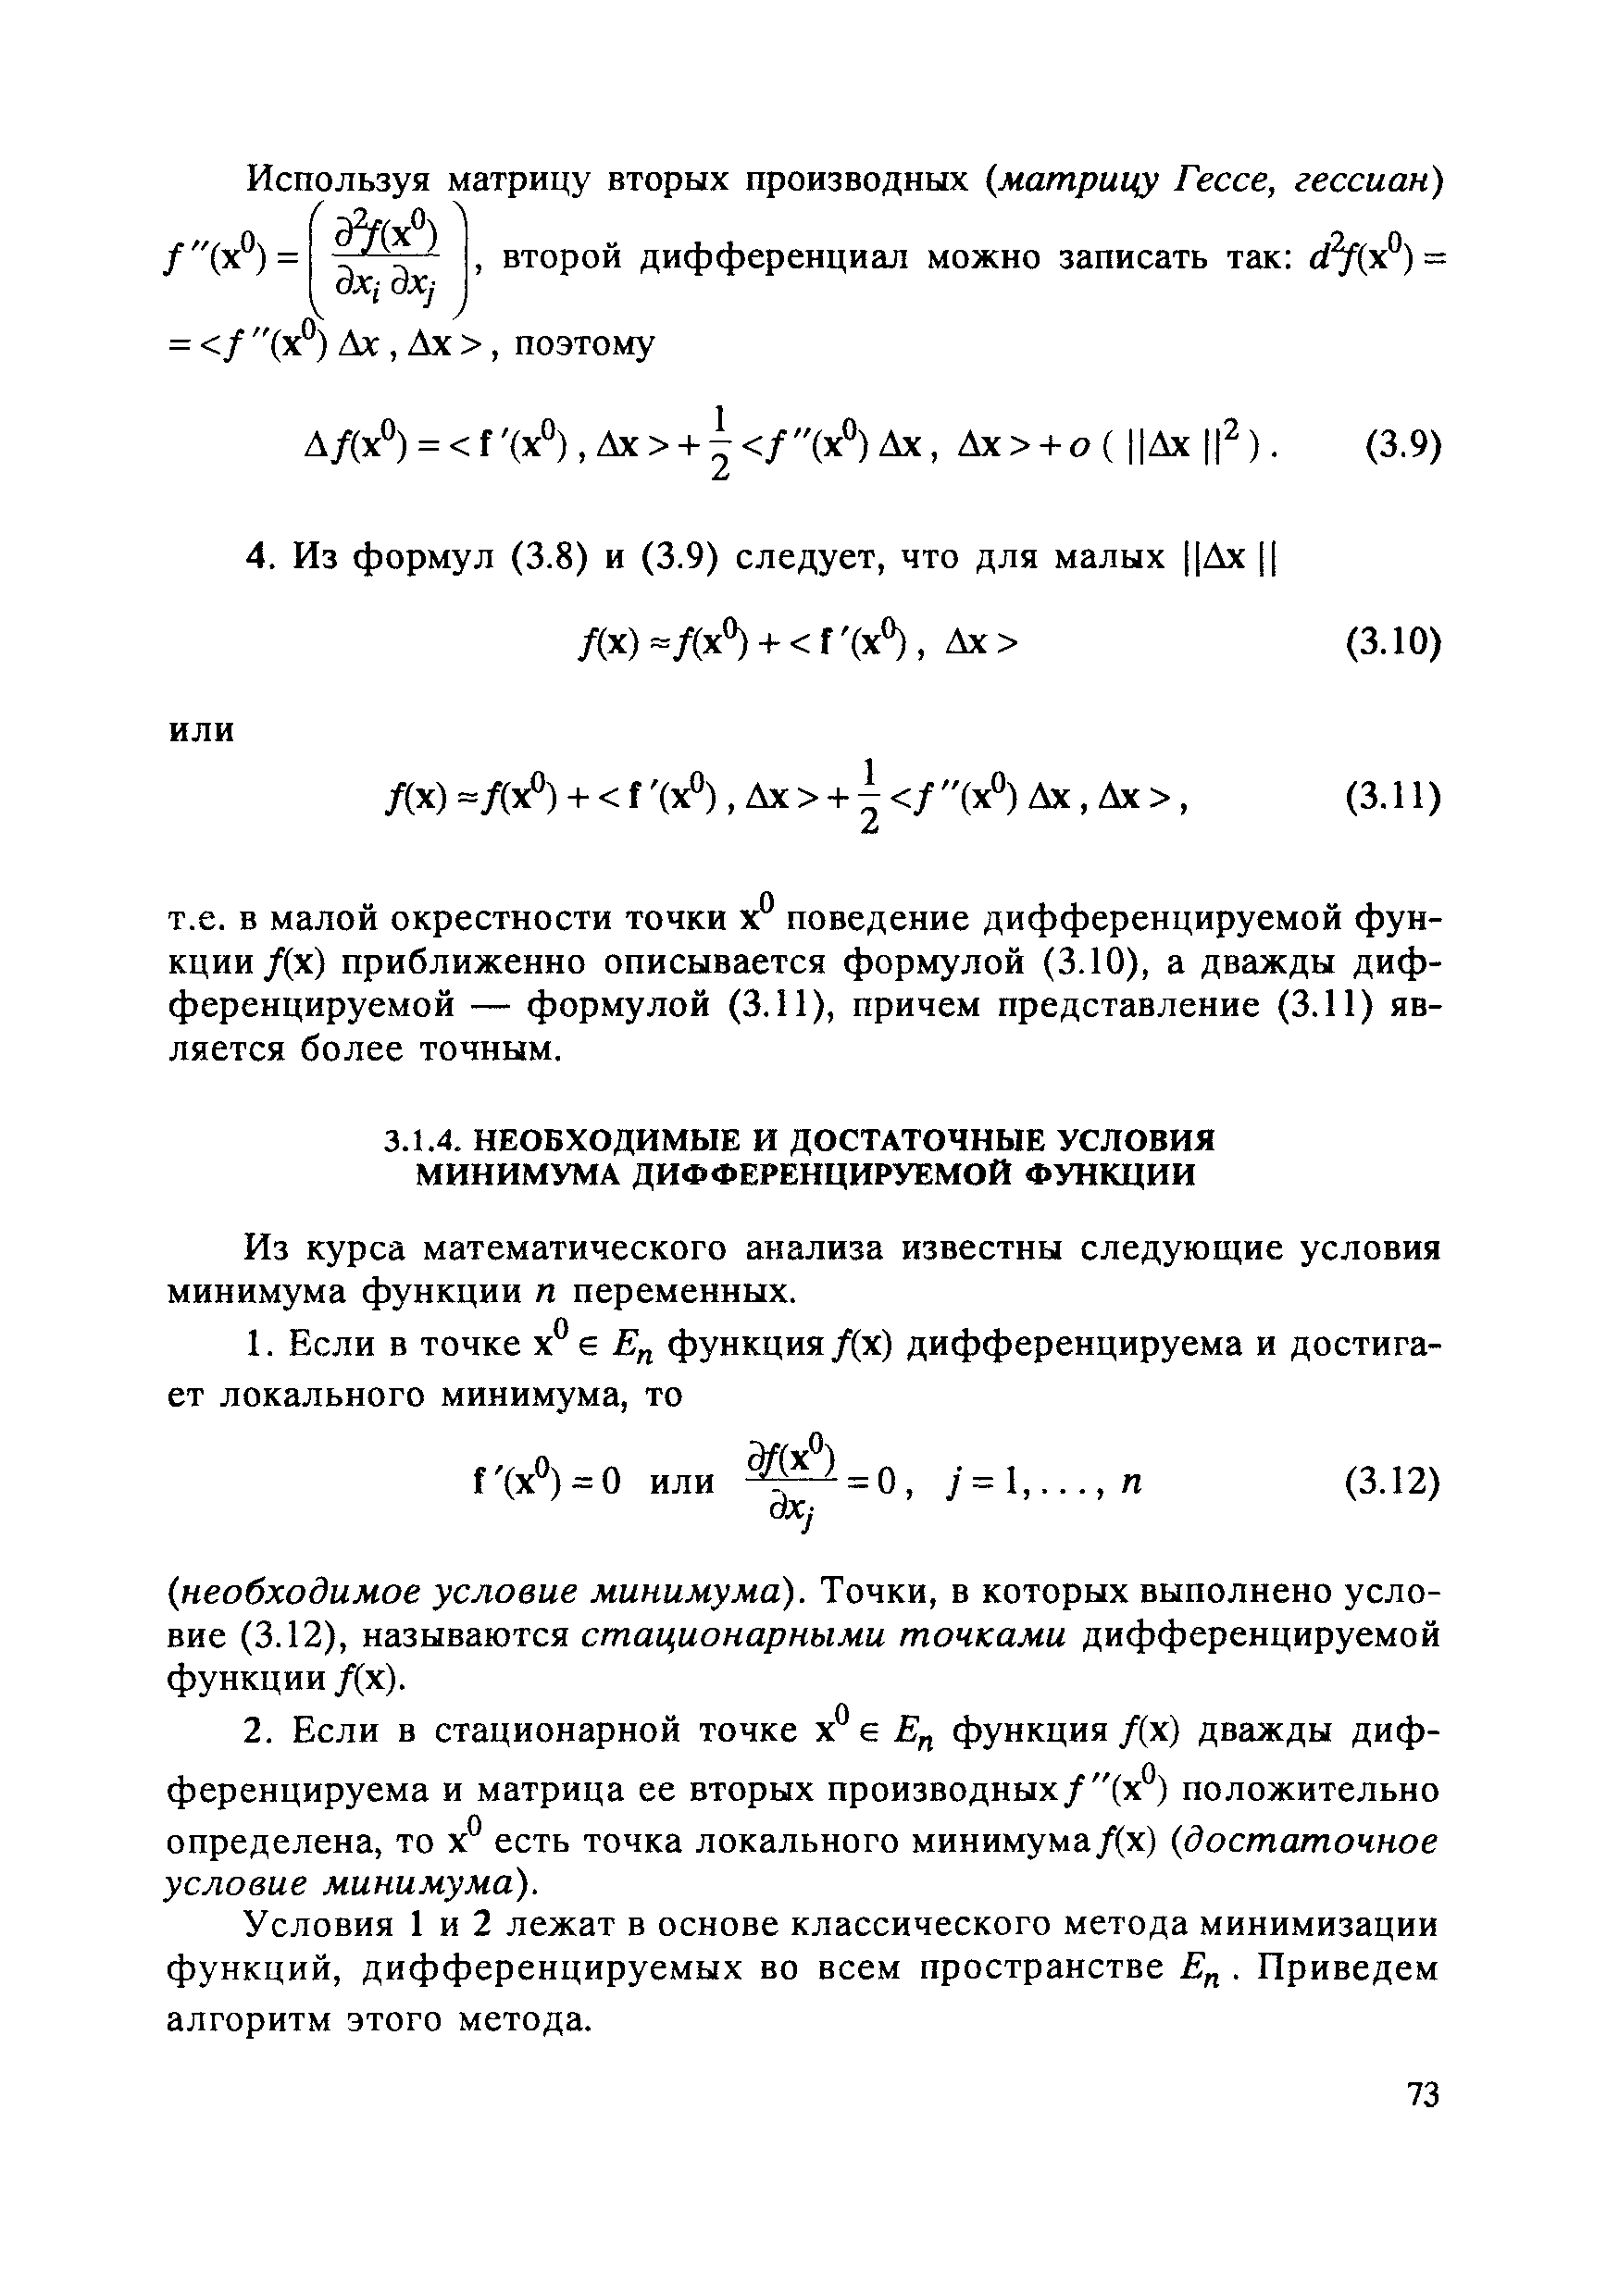 Используя матрицу вторых производных (матрицу Гессе, гессиан)
f''(x⁰) = (∂²f(x⁰) / ∂xᵢ ∂xⱼ), второй дифференциал можно записать так: d²f(x⁰) =
= <f''(x⁰) Δx , Δx > , поэтому
Δf(x⁰) = < f'(x⁰) , Δx > + 1/2 <f''(x⁰) Δx , Δx > + o ( ||Δx ||² ) . (3.9)
4. Из формул (3.8) и (3.9) следует, что для малых ||Δx ||
f(x) ≈ f(x⁰) + < f'(x⁰) , Δx > (3.10)
или
f(x) ≈ f(x⁰) + < f'(x⁰) , Δx > + 1/2 <f''(x⁰) Δx , Δx > , (3.11)
т.е. в малой окрестности точки x⁰ поведение дифференцируемой фун-
кции f(x) приближенно описывается формулой (3.10), а дважды диф-
ференцируемой — формулой (3.11), причем представление (3.11) яв-
ляется более точным.
3.1.4. НЕОБХОДИМЫЕ И ДОСТАТОЧНЫЕ УСЛОВИЯ
МИНИМУМА ДИФФЕРЕНЦИРУЕМОЙ ФУНКЦИИ
Из курса математического анализа известны следующие условия
минимума функции n переменных.
1. Если в точке x⁰ ∈ Eₙ функция f(x) дифференцируема и достига-
ет локального минимума, то
f'(x⁰) = 0 или ∂f(x⁰)/∂xⱼ = 0 , j = 1, . . . , n (3.12)
(необходимое условие минимума). Точки, в которых выполнено усло-
вие (3.12), называются стационарными точками дифференцируемой
функции f(x).
2. Если в стационарной точке x⁰ ∈ Eₙ функция f(x) дважды диф-
ференцируема и матрица ее вторых производных f''(x⁰) положительно
определена, то x⁰ есть точка локального минимума f(x) (достаточное
условие минимума).
Условия 1 и 2 лежат в основе классического метода минимизации
функций, дифференцируемых во всем пространстве Eₙ . Приведем
алгоритм этого метода.
73